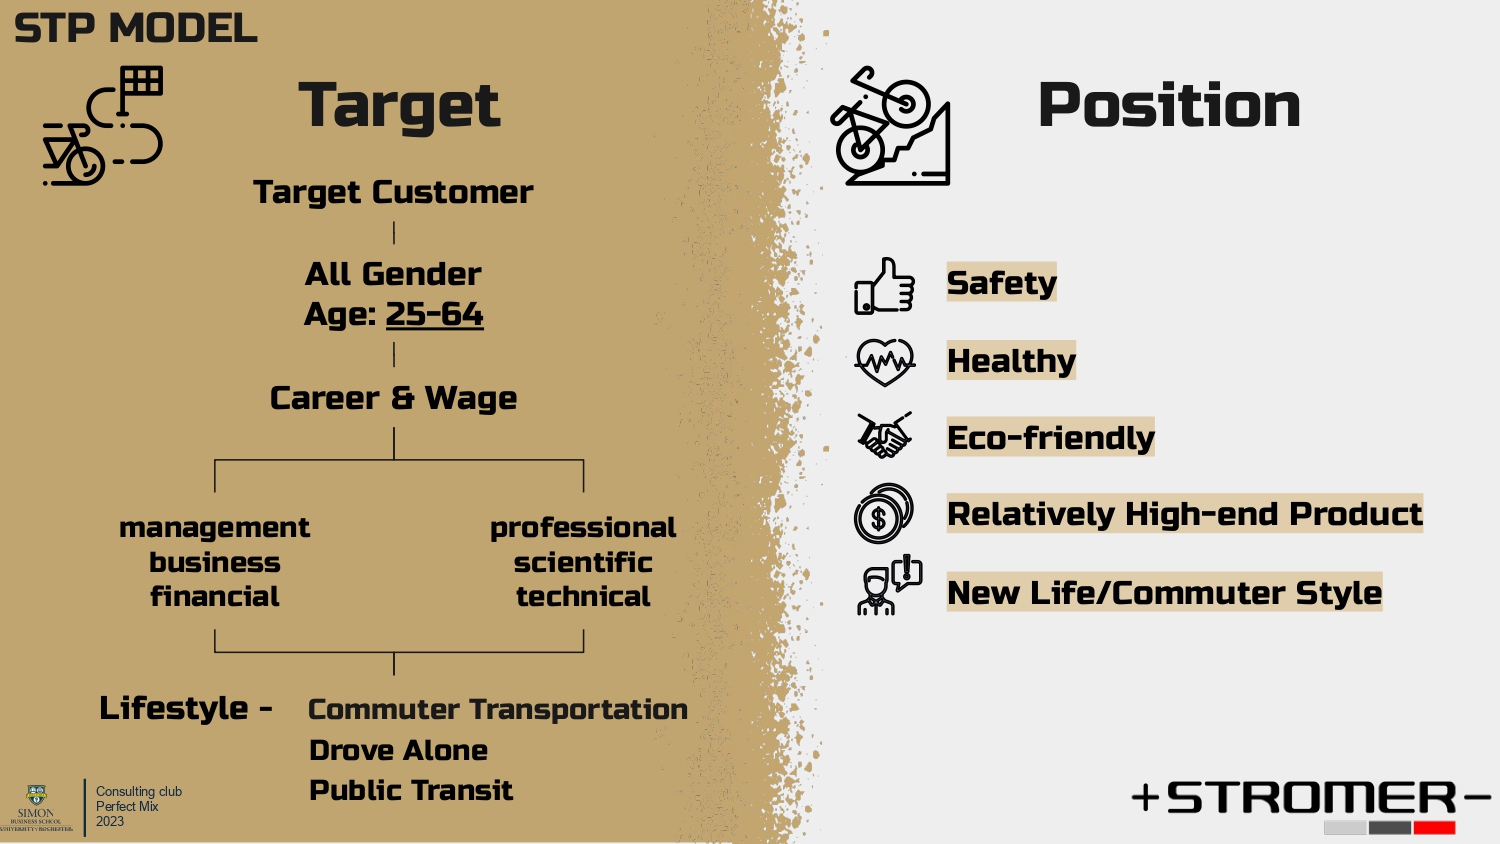 STP MODEL
Target
Target Customer
All Gender
Age: 25-64
Career & Wage
management
business
financial
professional
scientific
technical
Lifestyle -
Commuter Transportation
Drove Alone
Public Transit
SIMON
BUSINESS SCHOOL
UNIVERSITY of ROCHESTER
Consulting club
Perfect Mix
2023
Position
Safety
Healthy
Eco-friendly
$
Relatively High-end Product
!
New Life/Commuter Style
+STROMER-